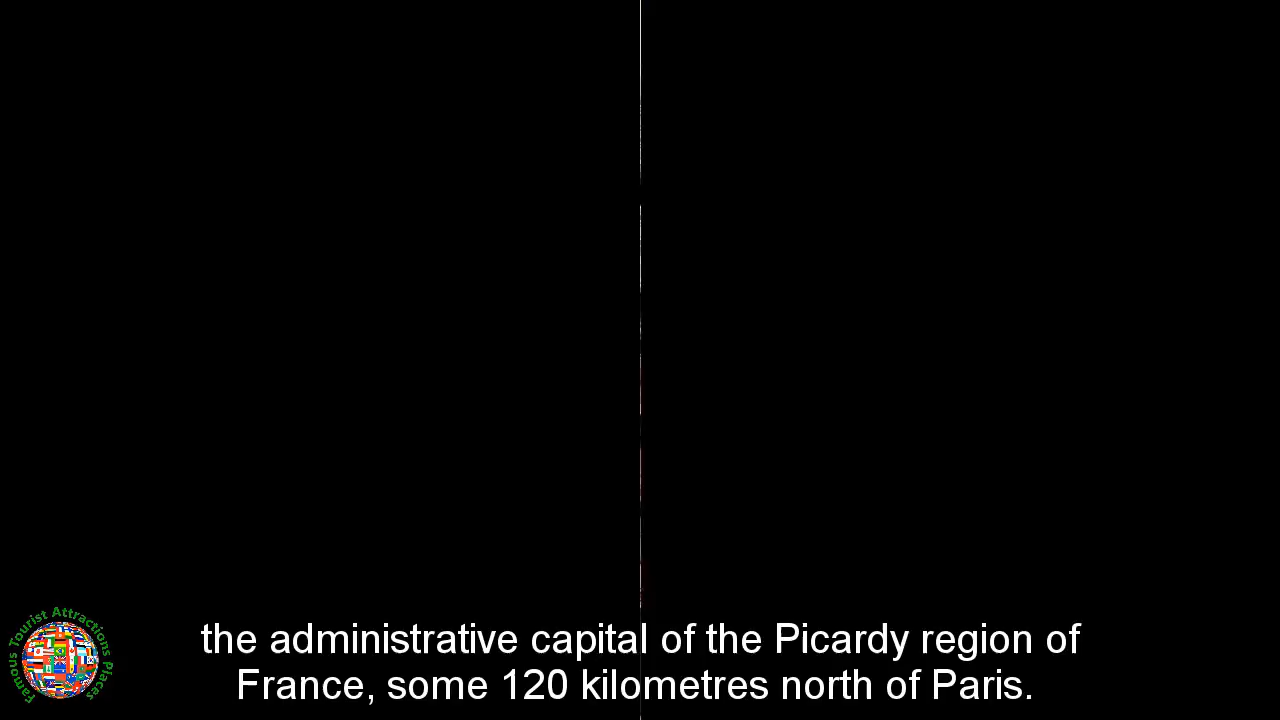 the administrative capital of the Picardy region of
France, some 120 kilometres north of Paris.
Famous Tourist Attractions Places